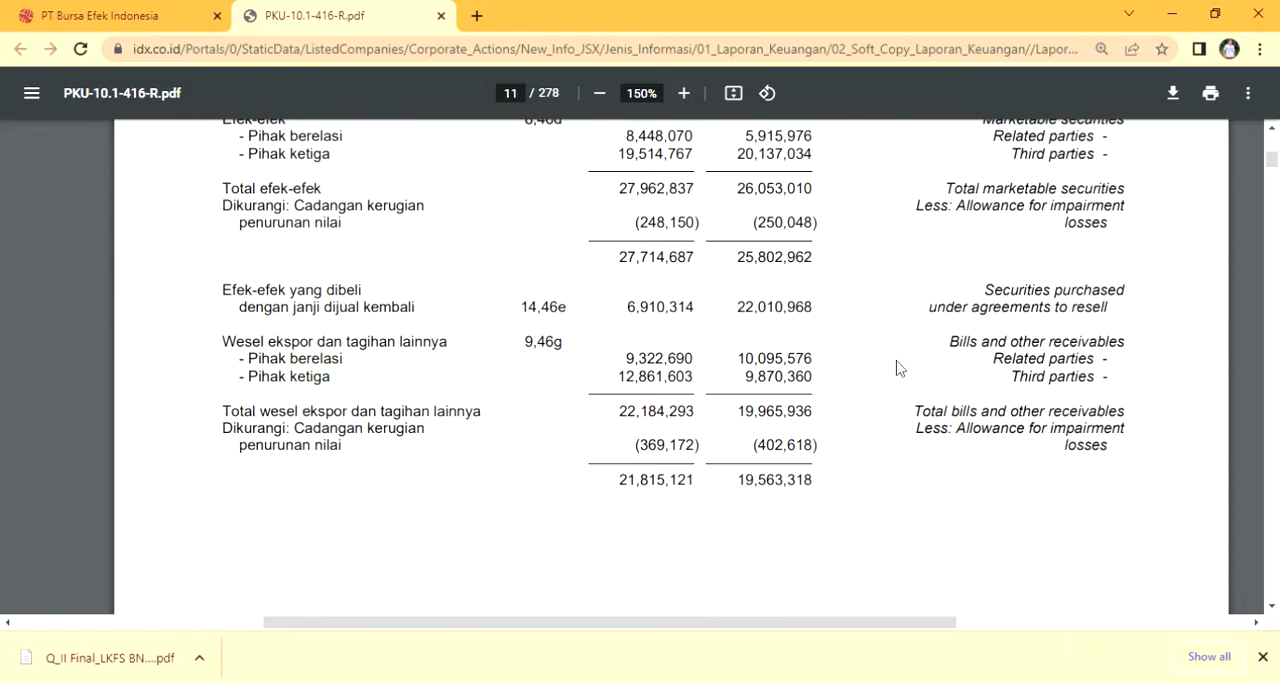 PT Bursa Efek Indonesia
PKU-10.1-416-R.pdf
idx.co.id/Portals/0/StaticData/ListedCompanies/Corporate_Actions/New_Info_JSX/Jenis_Informasi/01_Laporan_Keuangan/02_Soft_Copy_Laporan_Keuangan//Lapor...
PKU-10.1-416-R.pdf 11 / 278 150%
Efek-efek 8,46d Marketable securities
- Pihak berelasi 8,448,070 5,915,976 Related parties -
- Pihak ketiga 19,514,767 20,137,034 Third parties -
Total efek-efek 27,962,837 26,053,010 Total marketable securities
Dikurangi: Cadangan kerugian Less: Allowance for impairment
penurunan nilai (248,150) (250,048) losses
27,714,687 25,802,962
Efek-efek yang dibeli Securities purchased
dengan janji dijual kembali 14,46e 6,910,314 22,010,968 under agreements to resell
Wesel ekspor dan tagihan lainnya 9,46g Bills and other receivables
- Pihak berelasi 9,322,690 10,095,576 Related parties -
- Pihak ketiga 12,861,603 9,870,360 Third parties -
Total wesel ekspor dan tagihan lainnya 22,184,293 19,965,936 Total bills and other receivables
Dikurangi: Cadangan kerugian Less: Allowance for impairment
penurunan nilai (369,172) (402,618) losses
21,815,121 19,563,318
Q_II Final_LKFS BN....pdf Show all